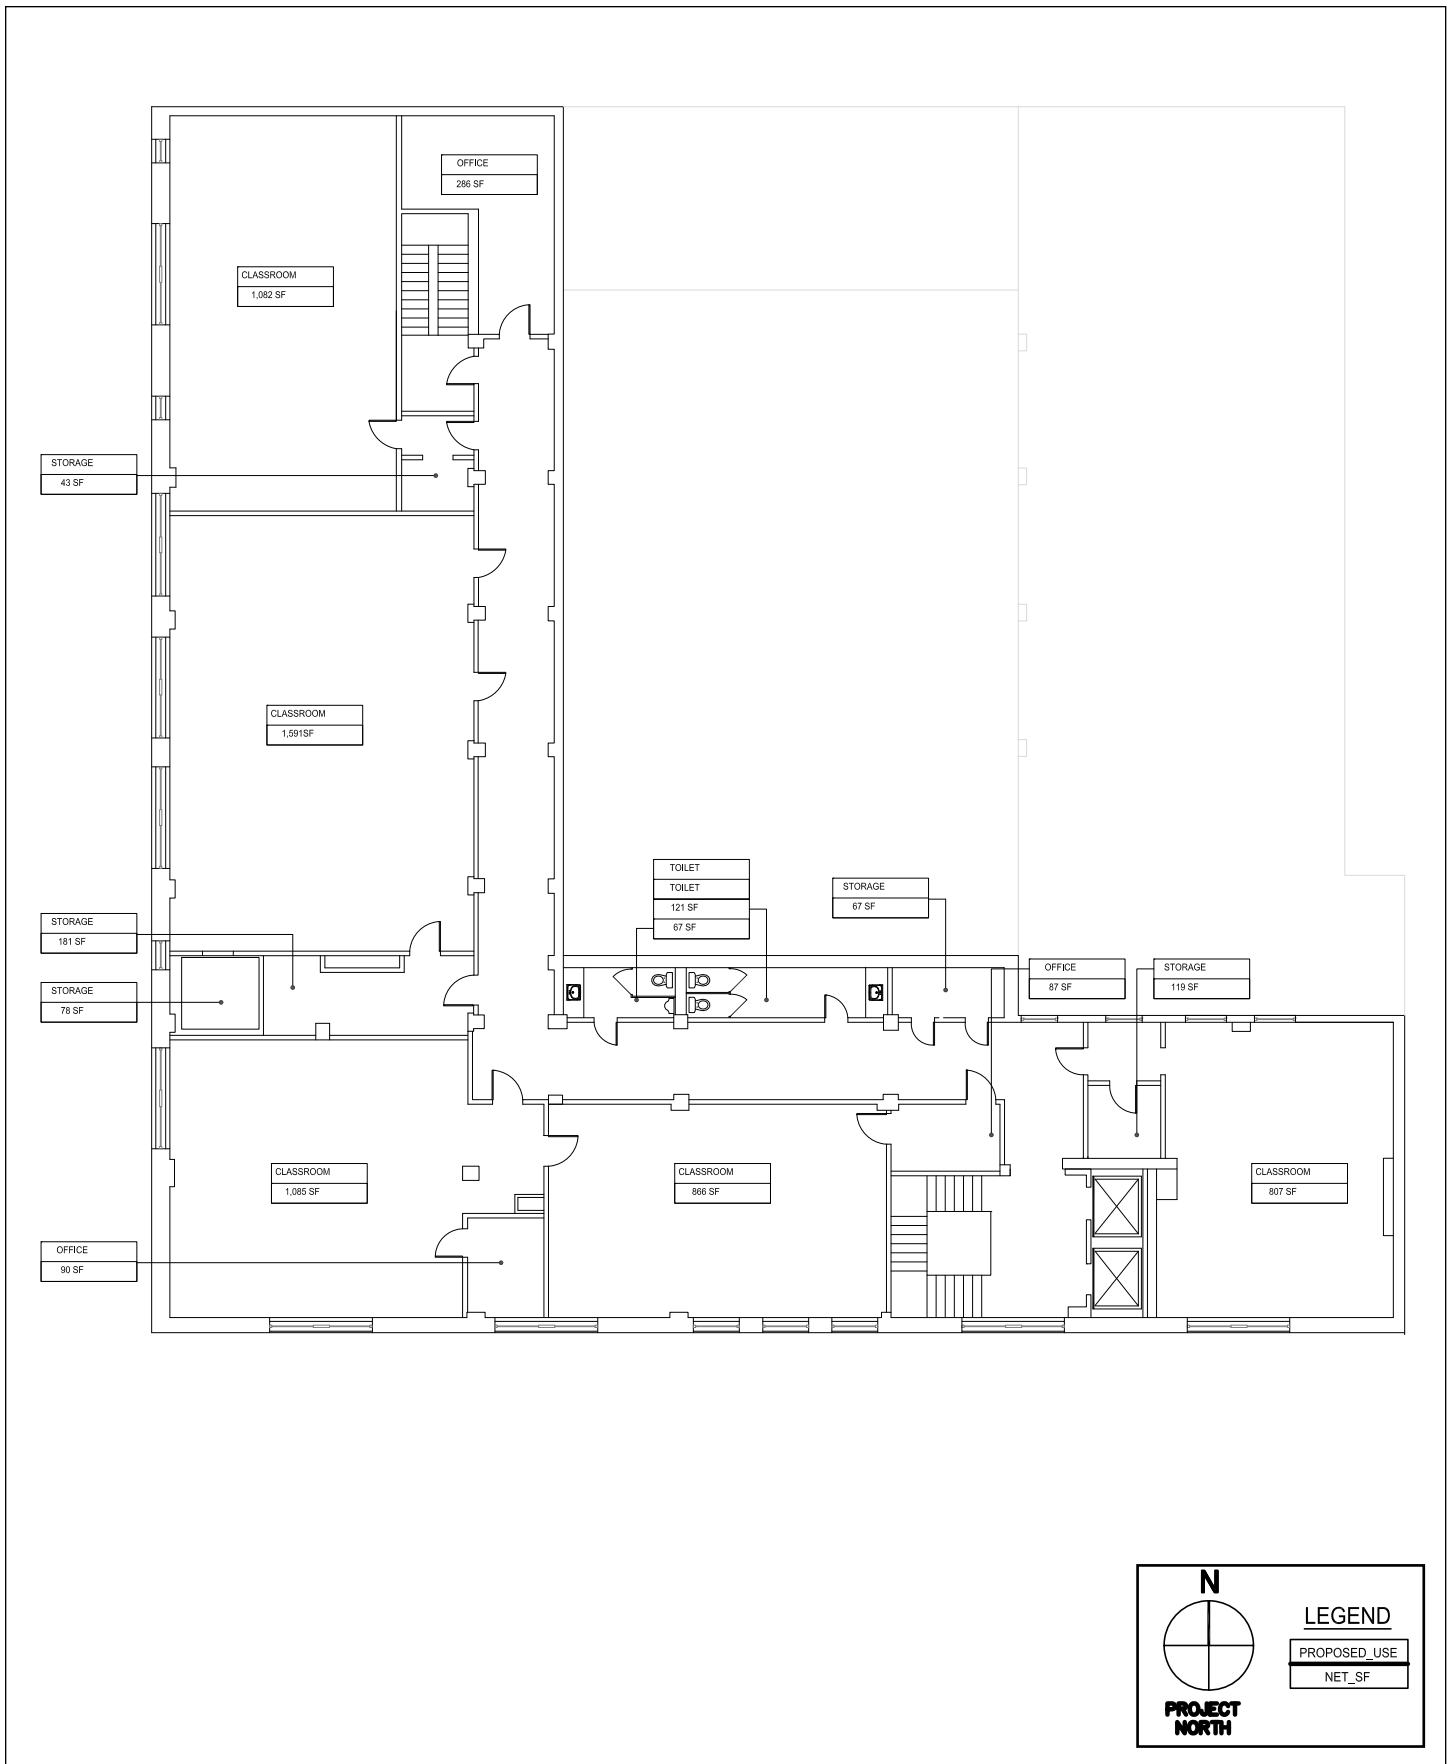 OFFICE
286 SF
CLASSROOM
1,082 SF
STORAGE
43 SF
CLASSROOM
1,591SF
TOILET
TOILET
121 SF
67 SF
STORAGE
67 SF
STORAGE
181 SF
STORAGE
78 SF
OFFICE
87 SF
STORAGE
119 SF
CLASSROOM
1,085 SF
CLASSROOM
866 SF
CLASSROOM
807 SF
OFFICE
90 SF
N
LEGEND
PROPOSED_USE
NET_SF
PROJECT
NORTH